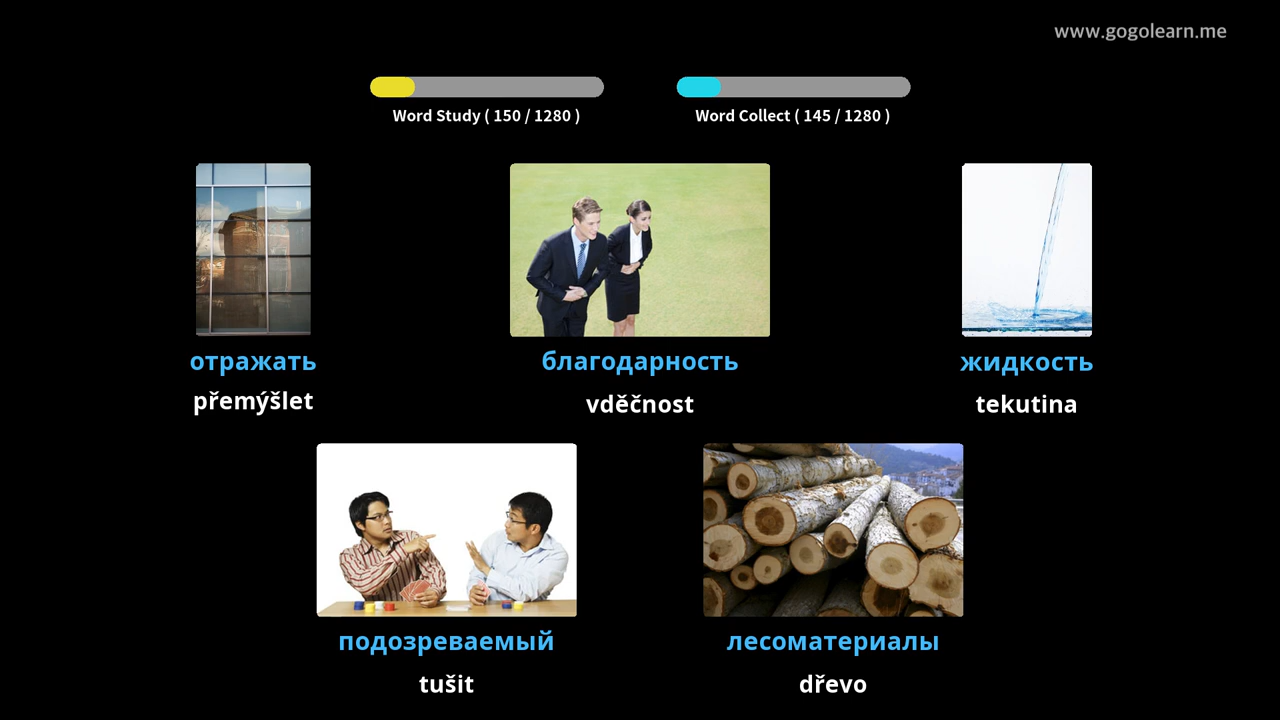 www.gogolearn.me
Word Study ( 150 / 1280 )
Word Collect ( 145 / 1280 )
отражать
благодарность
жидкость
přemýšlet
vděčnost
tekutina
подозреваемый
лесоматериалы
tušit
dřevo